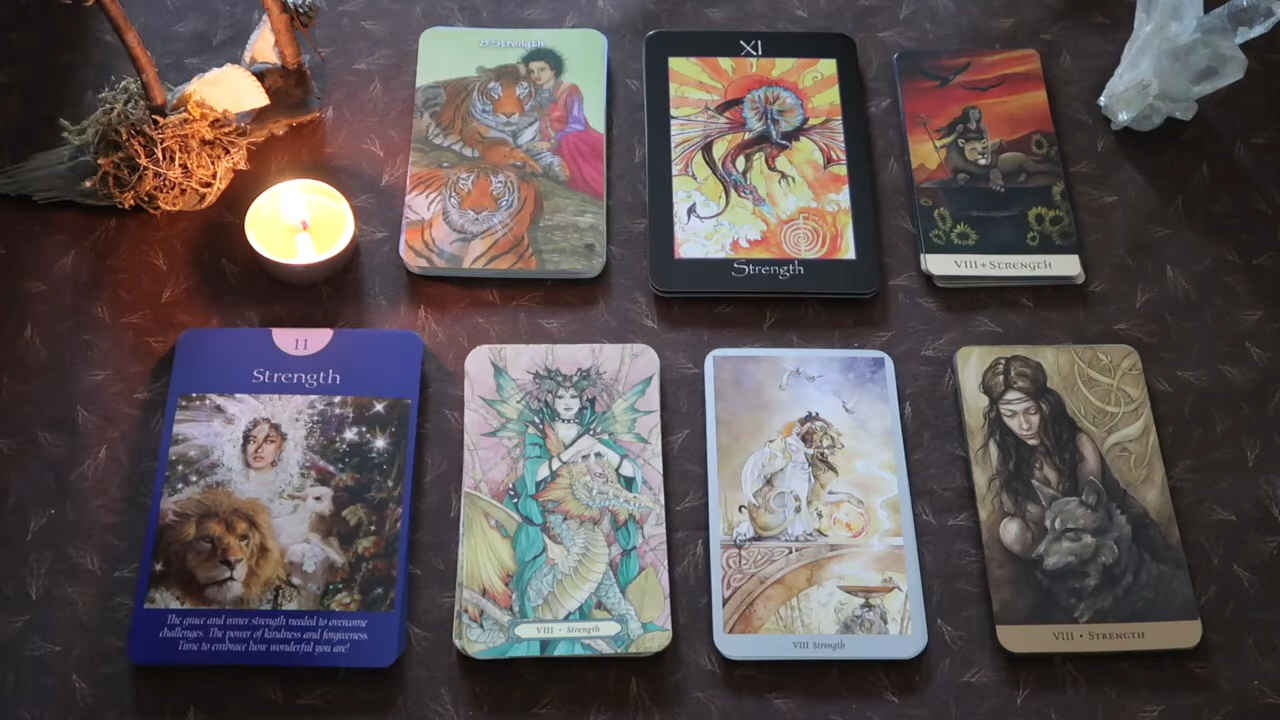 8 Strength
XI
Strength
VIII + STRENGTH
11
Strength
The grace and inner strength needed to overcome
challenges. The power of kindness and forgiveness.
Time to embrace how wonderful you are!
VIII • Strength
VIII Strength
VIII • STRENGTH